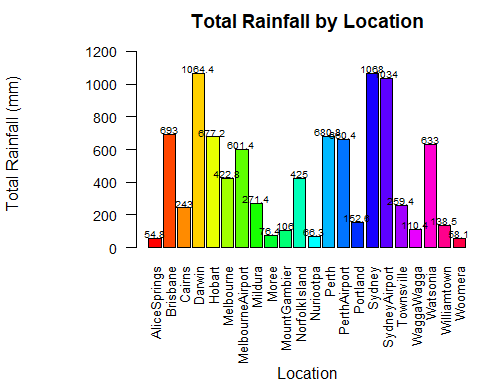 Total Rainfall by Location
Total Rainfall (mm)
1200
1000
800
600
400
200
0
54.8
693
243
1064.4
677.2
422.8
601.4
271.4
76.4
106
425
66.3
680.8
660.4
152.6
1068
1034
259.4
110.4
633
138.5
58.1
AliceSprings
Brisbane
Cairns
Darwin
Hobart
Melbourne
MelbourneAirport
Mildura
Moree
MountGambier
NorfolkIsland
Nuriootpa
Perth
PerthAirport
Portland
Sydney
SydneyAirport
Townsville
WaggaWagga
Watsonia
Williamtown
Woomera
Location